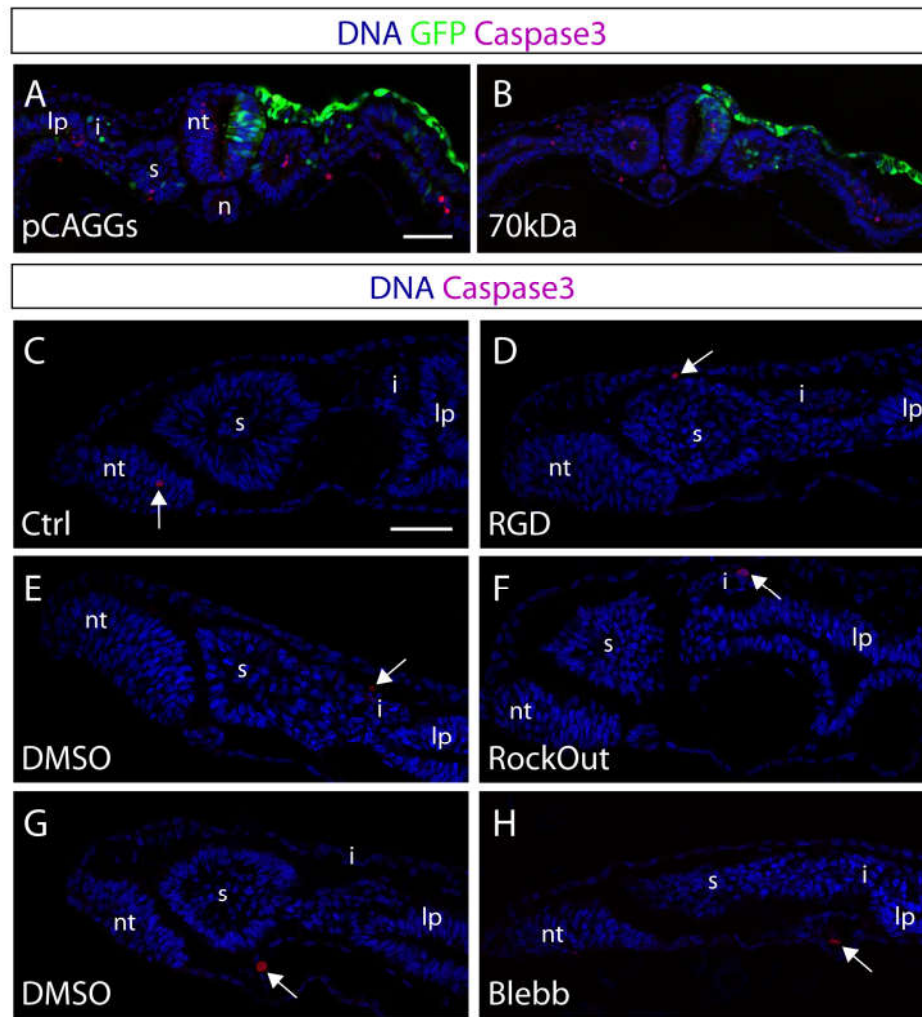 DNA GFP Caspase3
A
lp
i
s
nt
n
pCAGGs
B
70kDa
DNA Caspase3
C
nt
s
i
lp
Ctrl
D
nt
s
i
lp
RGD
E
nt
s
i
lp
DMSO
F
nt
s
i
lp
RockOut
G
nt
s
i
lp
DMSO
H
nt
s
i
lp
Blebb